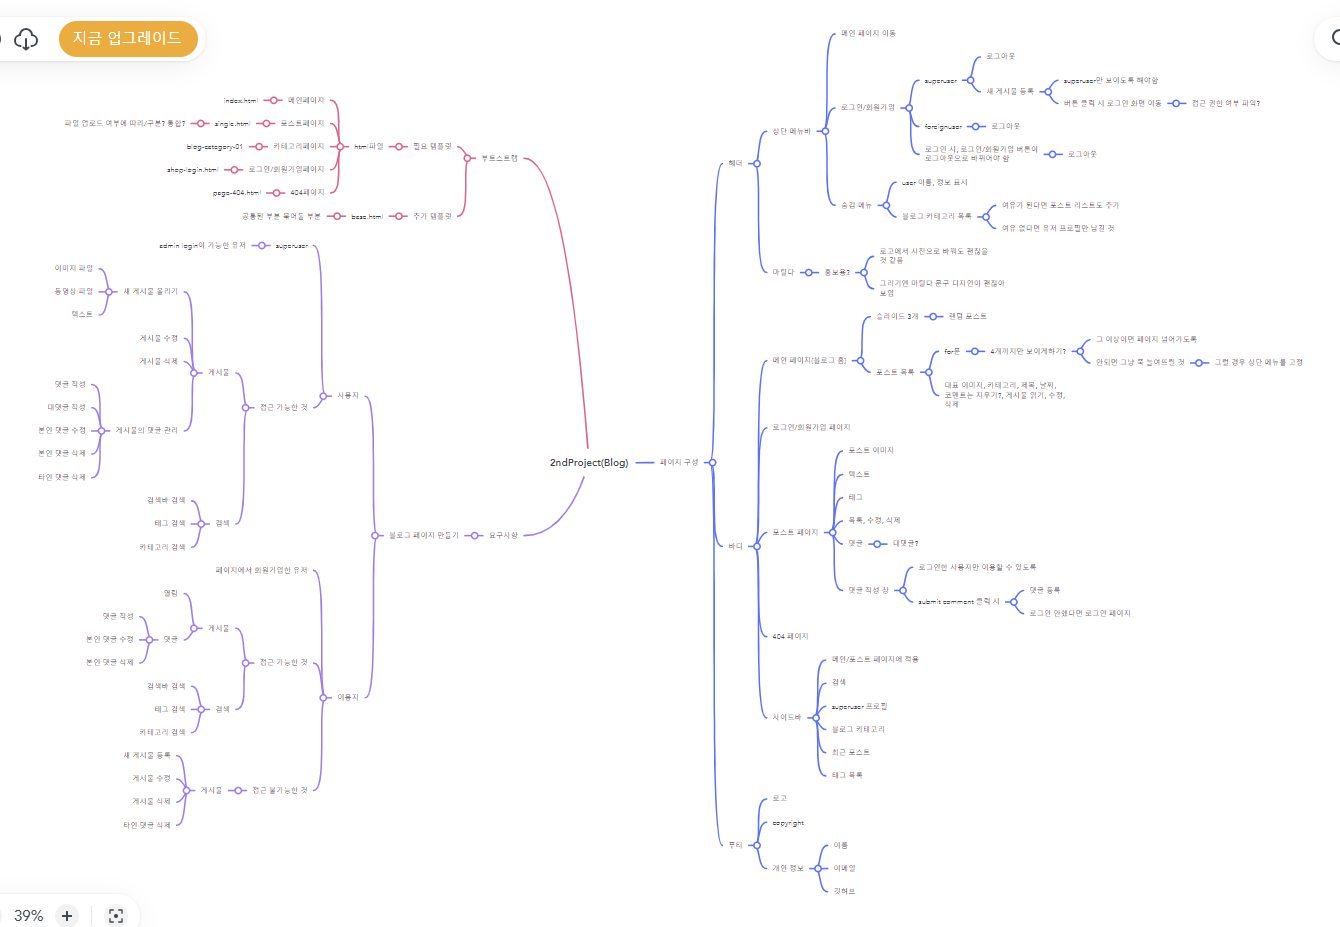 지금 업그레이드
index.html
메인페이지
파일 업로드 여부에 따라/구분? 통합?
single.html
포스트페이지
blog-category-01
카테고리페이지
shop-login.html
로그인/회원가입페이지
page-404.html
404페이지
html파일
필요 템플릿
공통된 부분 묶어둘 부분
base.html
추가 템플릿
부트스트랩
admin login이 가능한 유저
superuser
이미지 파일
동영상 파일
텍스트
새 게시물 올리기
게시물 수정
게시물 삭제
댓글 작성
대댓글 작성
본인 댓글 수정
본인 댓글 삭제
타인 댓글 삭제
게시물의 댓글 관리
게시물
검색바 검색
태그 검색
카테고리 검색
검색
접근 가능한 것
사용자
페이지에서 회원가입한 유저
열람
댓글 작성
본인 댓글 수정
본인 댓글 삭제
댓글
게시물
검색바 검색
태그 검색
카테고리 검색
검색
접근 가능한 것
새 게시물 등록
게시물 수정
게시물 삭제
타인 댓글 삭제
게시물
접근 불가능한 것
이용자
블로그 페이지 만들기
요구사항
2ndProject(Blog)
페이지 구성
헤더
상단 메뉴바
메인 페이지 이동
로그인/회원가입
superuser
로그아웃
새 게시물 등록
superuser만 보이도록 해야함
버튼 클릭 시 로그인 화면 이동
접근 권한 여부 파악?
foreignuser
로그아웃
로그인 시, 로그인/회원가입 버튼이
로그아웃으로 바뀌어야 함
로그아웃
숨김 메뉴
user 이름, 정보 표시
블로그 카테고리 목록
여유가 된다면 포스트 리스트도 추가
여유 없다면 유저 프로필만 남길 것
마릴다
홍보용?
로고에서 사진으로 바꿔도 괜찮을
것 같음
그러기엔 마릴다 문구 디자인이 괜찮아
보임
바디
메인 페이지(블로그 홈)
슬라이드 3개
랜덤 포스트
포스트 목록
for문
4개까지만 보이게하기?
그 이상이면 페이지 넘어가도록
안되면 그냥 쭉 늘어뜨릴 것
그럴 경우 상단 메뉴를 고정
대표 이미지, 카테고리, 제목, 날짜,
코멘트는 지우기?, 게시물 읽기, 수정,
삭제
로그인/회원가입 페이지
포스트 페이지
포스트 이미지
텍스트
태그
목록, 수정, 삭제
댓글
대댓글?
댓글 작성 창
로그인한 사용자만 이용할 수 있도록
submit comment 클릭 시
댓글 등록
로그인 안했다면 로그인 페이지
404 페이지
사이드바
메인/포스트 페이지에 적용
검색
superuser 프로필
블로그 카테고리
최근 포스트
태그 목록
푸터
로고
copyright
개인 정보
이름
이메일
깃허브
39%